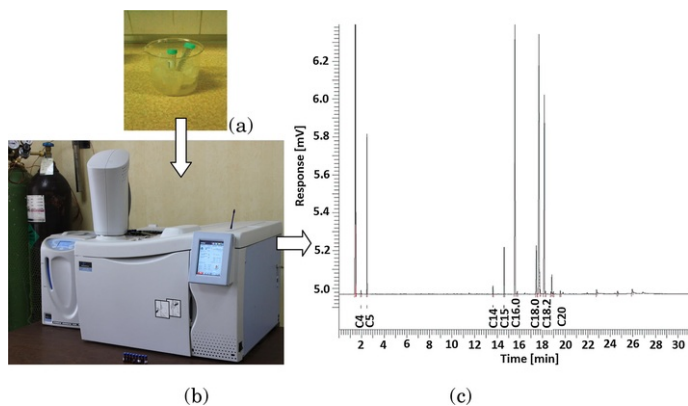 (a)
(b)
6.2
6.0
5.8
5.6
5.4
5.2
5.0
Response [mV]
C4
C5
C14
C15
C16.0
C18.0
C18.2
C20
2 4 6 8 10 12 14 16 18 20 22 24 26 28 30
Time [min]
(c)